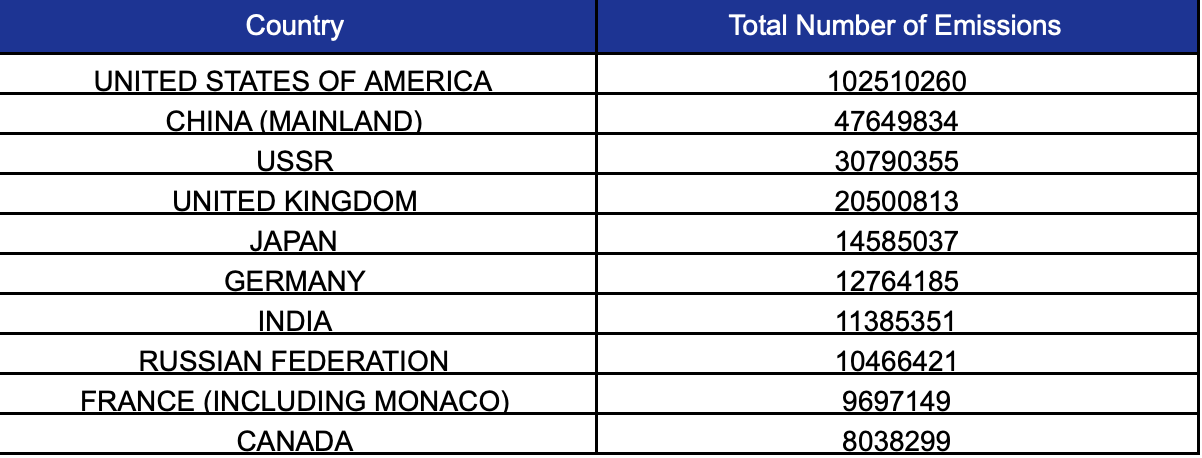 Country Total Number of Emissions
UNITED STATES OF AMERICA 102510260
CHINA (MAINLAND) 47649834
USSR 30790355
UNITED KINGDOM 20500813
JAPAN 14585037
GERMANY 12764185
INDIA 11385351
RUSSIAN FEDERATION 10466421
FRANCE (INCLUDING MONACO) 9697149
CANADA 8038299